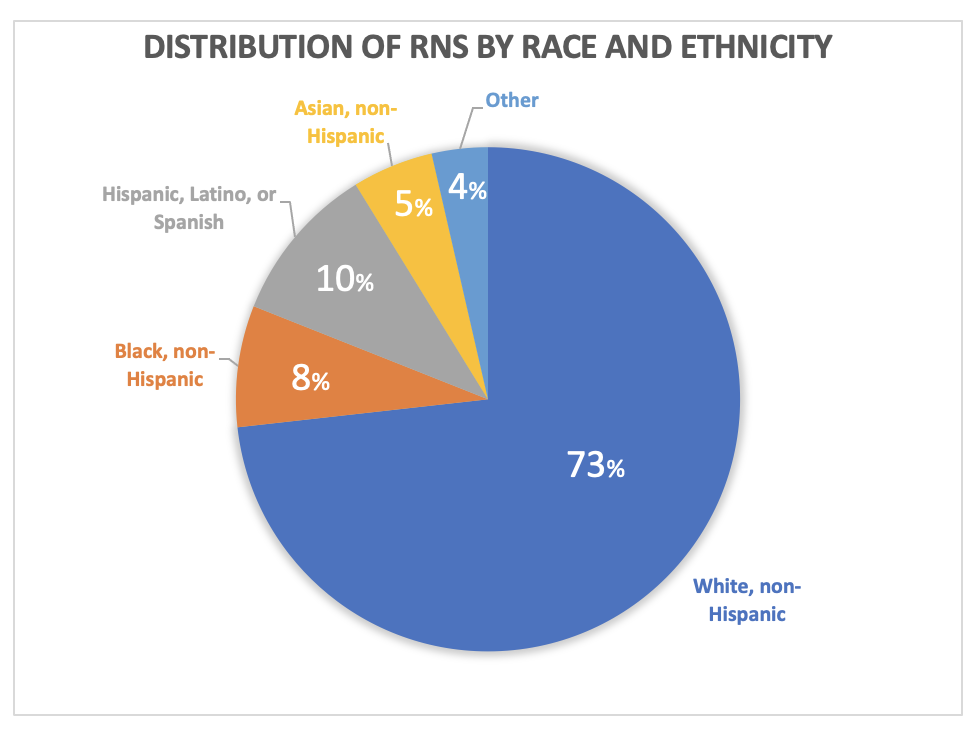 DISTRIBUTION OF RNS BY RACE AND ETHNICITY
Other
Asian, non-
Hispanic
4%
5%
Hispanic, Latino, or
Spanish
10%
Black, non-
Hispanic
8%
73%
White, non-
Hispanic